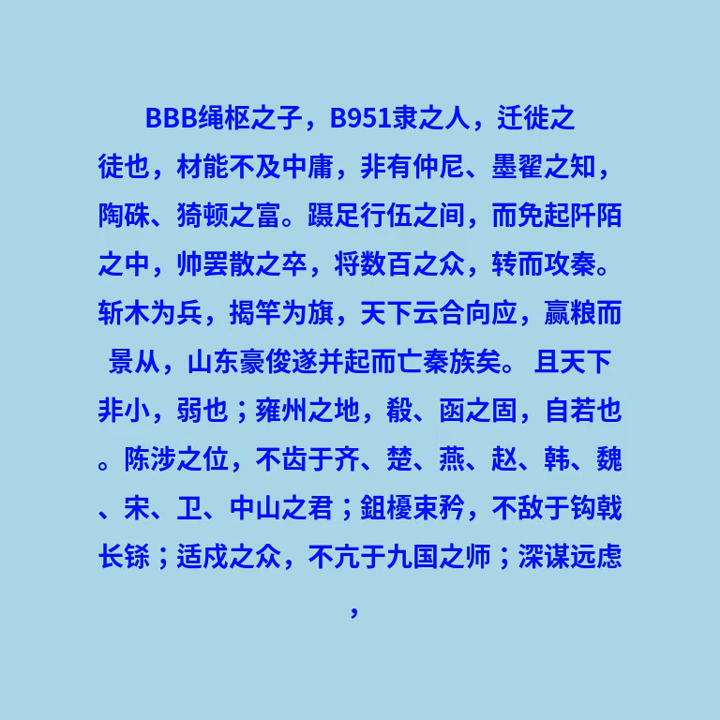 BBB绳枢之子，B951隶之人，迁徙之
徒也，材能不及中庸，非有仲尼、墨翟之知，
陶硃、猗顿之富。蹑足行伍之间，而免起阡陌
之中，帅罢散之卒，将数百之众，转而攻秦。
斩木为兵，揭竿为旗，天下云合向应，赢粮而
景从，山东豪俊遂并起而亡秦族矣。 且天下
非小，弱也；雍州之地，殽、函之固，自若也
。陈涉之位，不齿于齐、楚、燕、赵、韩、魏
、宋、卫、中山之君；鉏櫌束矜，不敌于钩戟
长铩；适戍之众，不亢于九国之师；深谋远虑
，